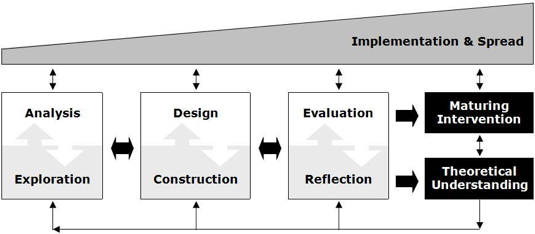 Implementation & Spread
Analysis
Exploration
Design
Construction
Evaluation
Reflection
Maturing
Intervention
Theoretical
Understanding